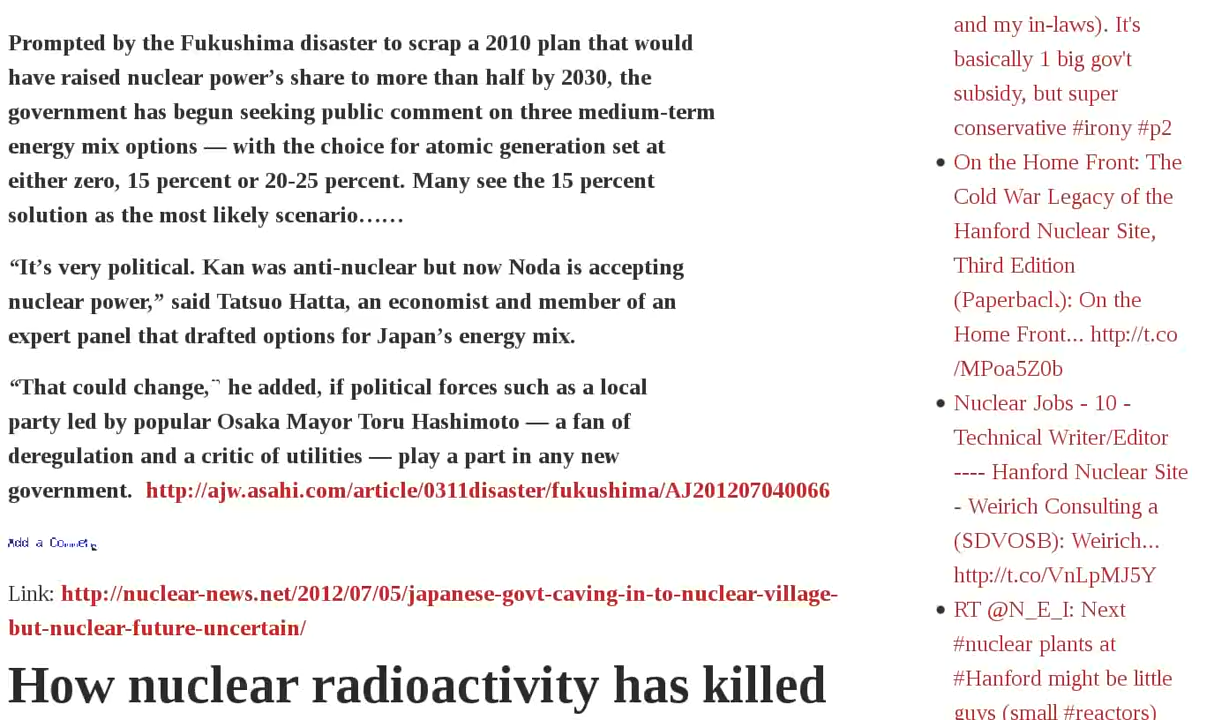 Prompted by the Fukushima disaster to scrap a 2010 plan that would
have raised nuclear power’s share to more than half by 2030, the
government has begun seeking public comment on three medium-term
energy mix options — with the choice for atomic generation set at
either zero, 15 percent or 20-25 percent. Many see the 15 percent
solution as the most likely scenario……
“It’s very political. Kan was anti-nuclear but now Noda is accepting
nuclear power,” said Tatsuo Hatta, an economist and member of an
expert panel that drafted options for Japan’s energy mix.
“That could change,” he added, if political forces such as a local
party led by popular Osaka Mayor Toru Hashimoto — a fan of
deregulation and a critic of utilities — play a part in any new
government. http://ajw.asahi.com/article/0311disaster/fukushima/AJ201207040066
Add a Comment
Link: http://nuclear-news.net/2012/07/05/japanese-govt-caving-in-to-nuclear-village-
but-nuclear-future-uncertain/
How nuclear radioactivity has killed
and my in-laws). It's
basically 1 big gov't
subsidy, but super
conservative #irony #p2
• On the Home Front: The
Cold War Legacy of the
Hanford Nuclear Site,
Third Edition
(Paperback): On the
Home Front... http://t.co
/MPoa5Z0b
• Nuclear Jobs - 10 -
Technical Writer/Editor
---- Hanford Nuclear Site
- Weirich Consulting a
(SDVOSB): Weirich...
http://t.co/VnLpMJ5Y
• RT @N_E_I: Next
#nuclear plants at
#Hanford might be little
guys (small #reactors)